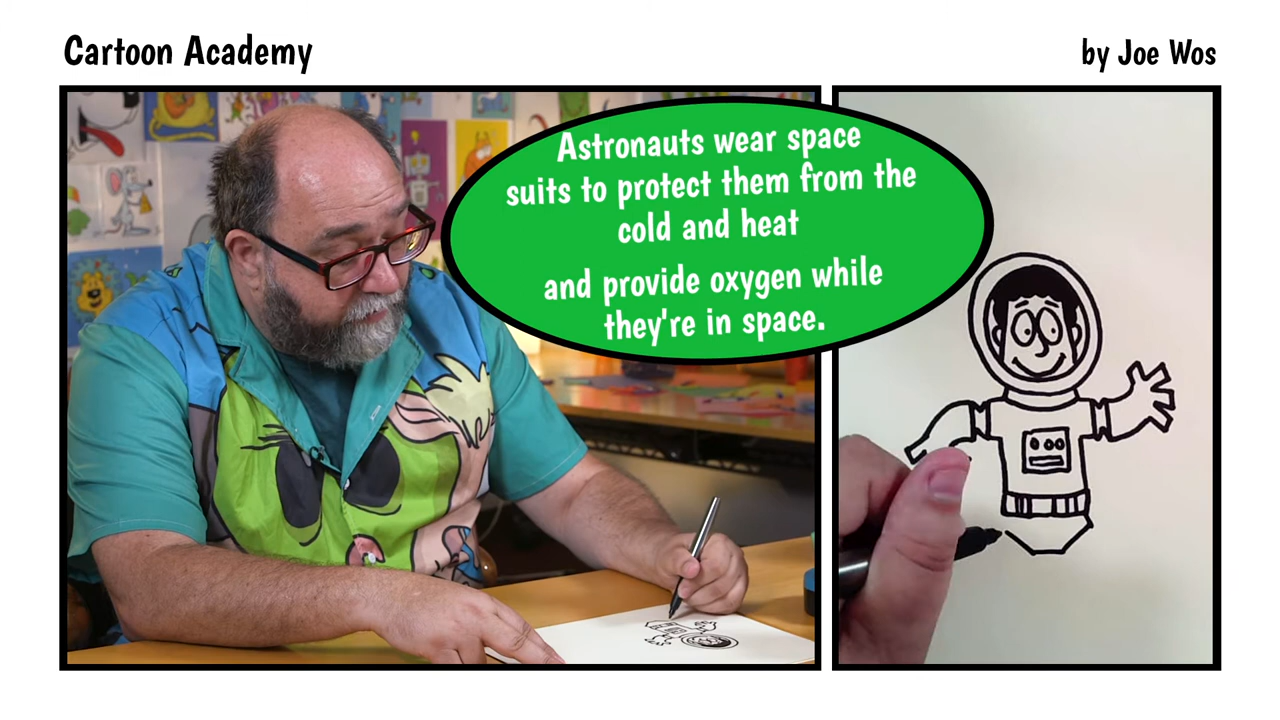 Cartoon Academy
by Joe Wos
Astronauts wear space
suits to protect them from the
cold and heat
and provide oxygen while
they're in space.